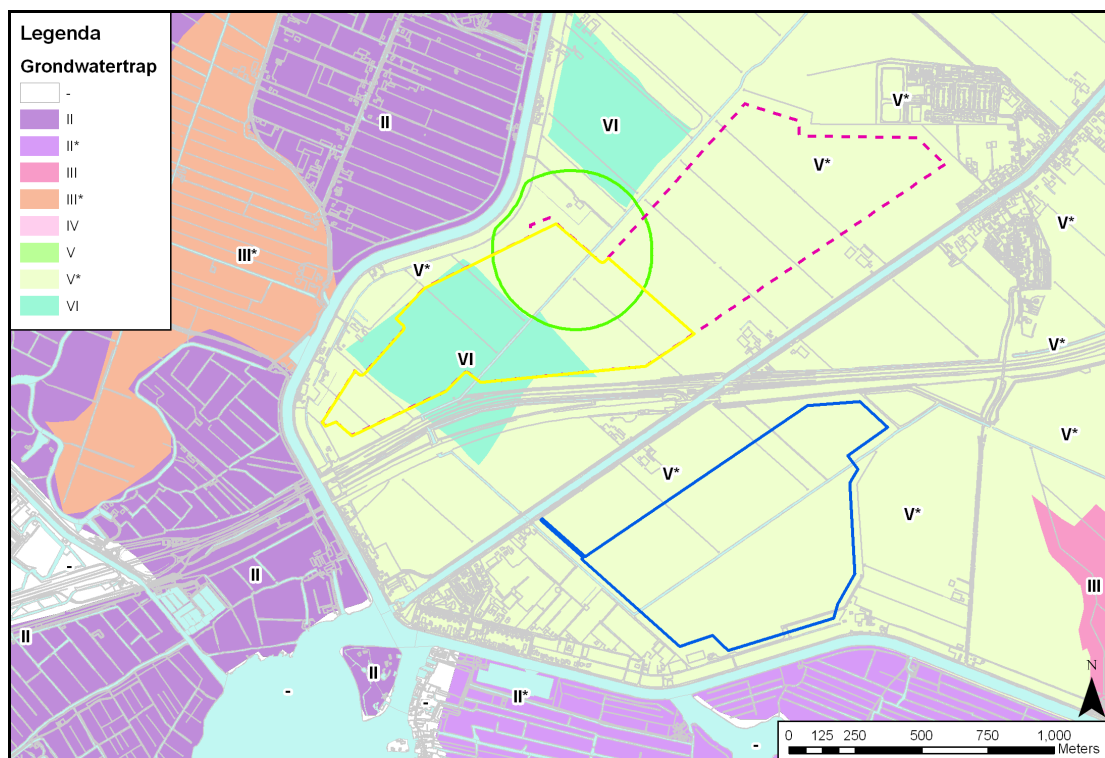 Legenda
Grondwatertrap
-
II
II*
III
III*
IV
V
V*
VI
II
VI
V*
V*
V*
III*
V*
V*
VI
V*
V*
V*
V*
-
II
II
III
II
-
II*
-
-
N
0 125 250 500 750 1,000
Meters